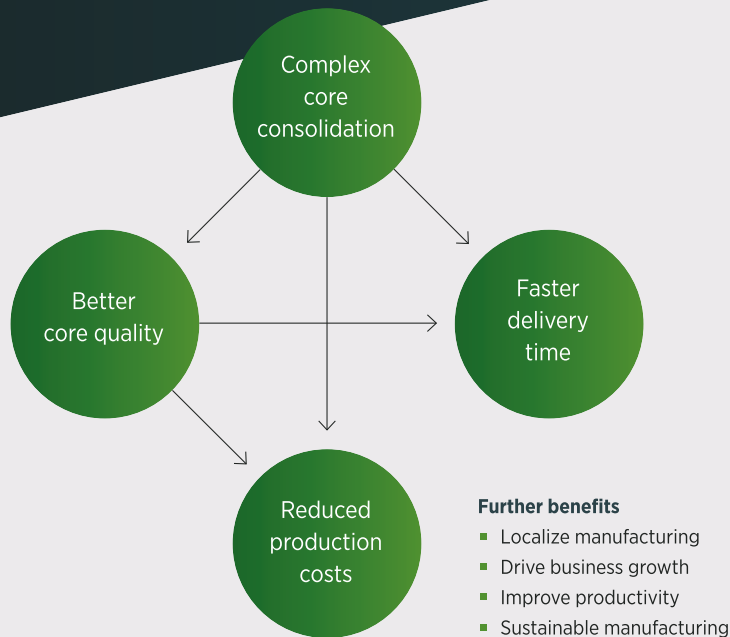 Complex
core
consolidation
Better
core quality
Faster
delivery
time
Reduced
production
costs
Further benefits
Localize manufacturing
Drive business growth
Improve productivity
Sustainable manufacturing